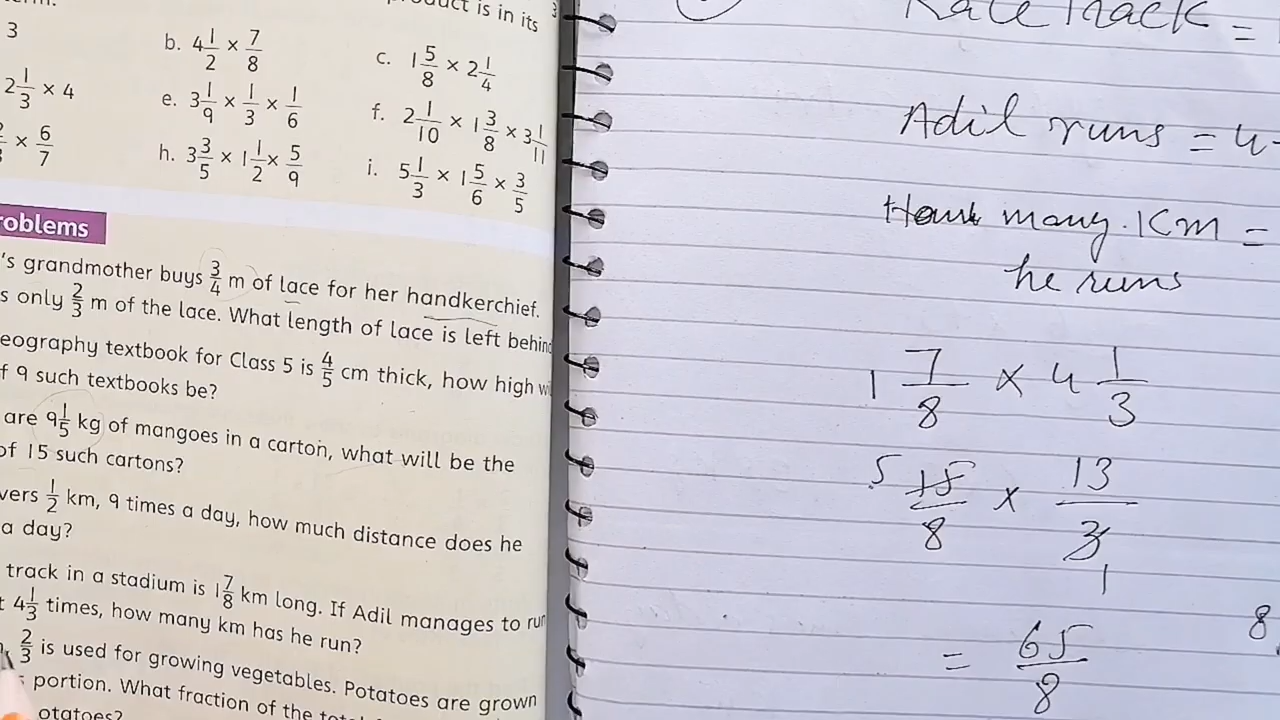 product is in its
3
b. 4 1/2 × 7/8
c. 1 5/8 × 2 1/4
2 1/3 × 4
e. 3 1/9 × 1/3 × 1/6
f. 2 1/10 × 1 3/8 × 3 1/11
× 6/7
h. 3 3/5 × 1 1/2 × 5/9
i. 5 1/3 × 1 5/6 × 3/5
roblems
's grandmother buys 3/4 m of lace for her handkerchief.
s only 2/3 m of the lace. What length of lace is left behind
eography textbook for Class 5 is 4/5 cm thick, how high w
f 9 such textbooks be?
are 9 1/5 kg of mangoes in a carton, what will be the
of 15 such cartons?
vers 1/2 km, 9 times a day, how much distance does he
a day?
track in a stadium is 1 7/8 km long. If Adil manages to run
t 4 1/3 times, how many km has he run?
2/3 is used for growing vegetables. Potatoes are grown
portion. What fraction of the
otatoes?
track =
Adil runs = 4
many Km =
he runs
1 7/8 × 4 1/3
5 15/8 × 13/3 1
8
= 65/8